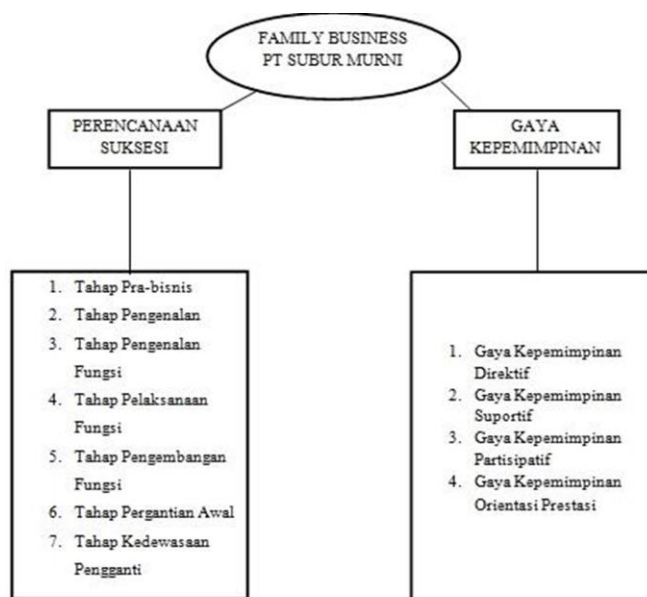 FAMILY BUSINESS
PT SUBUR MURNI
PERENCANAAN
SUKSESI
GAYA
KEPEMIMPINAN
1. Tahap Pra-bisnis
2. Tahap Pengenalan
3. Tahap Pengenalan
Fungsi
4. Tahap Pelaksanaan
Fungsi
5. Tahap Pengembangan
Fungsi
6. Tahap Pergantian Awal
7. Tahap Kedewasaan
Pengganti
1. Gaya Kepemimpinan
Direktif
2. Gaya Kepemimpinan
Suportif
3. Gaya Kepemimpinan
Partisipatif
4. Gaya Kepemimpinan
Orientasi Prestasi